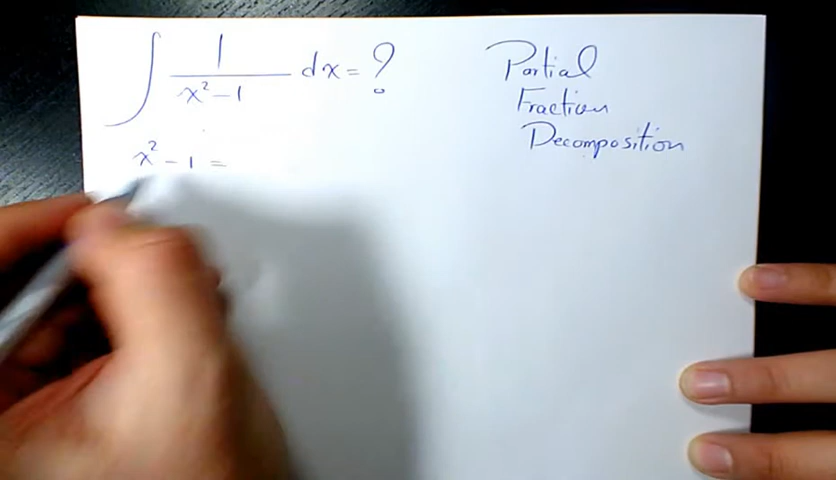 ∫ 1/(x² - 1) dx = ?
Partial
Fraction
Decomposition
x² - 1 =